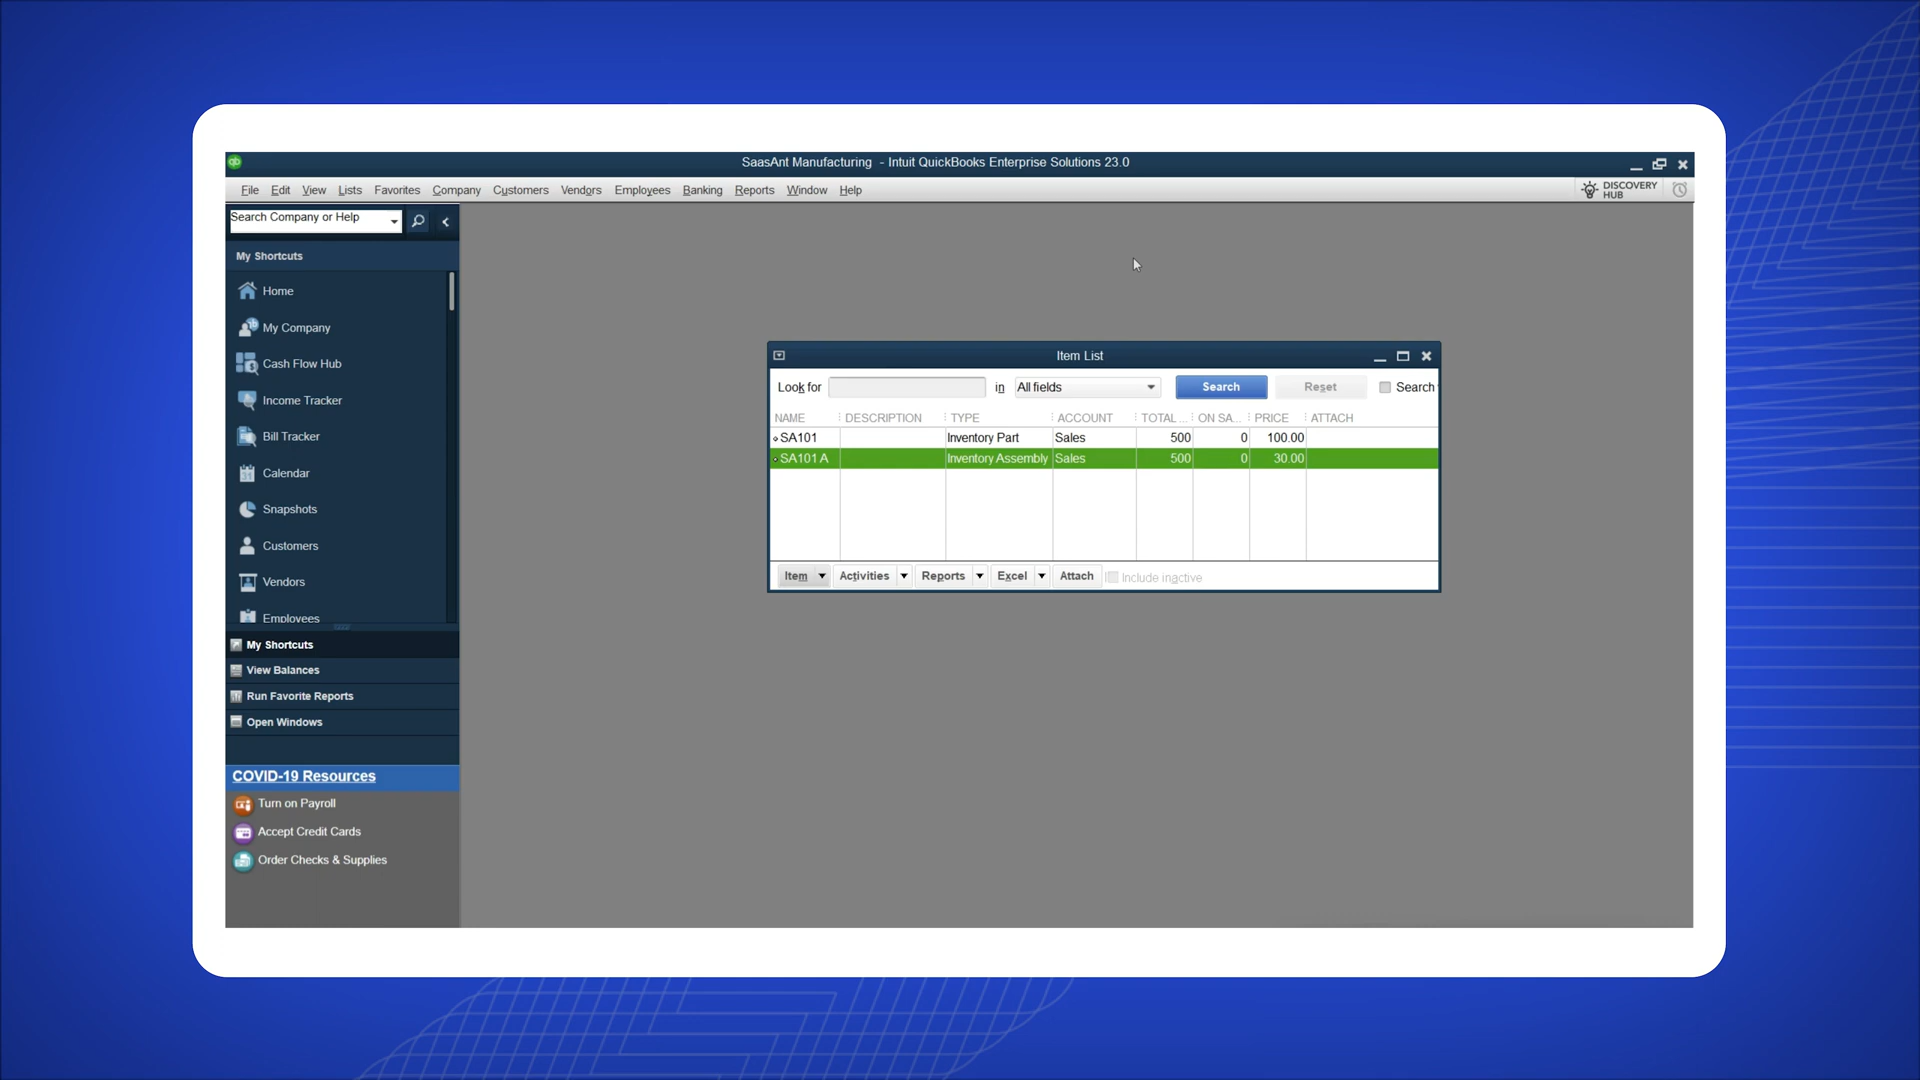 qb
SaasAnt Manufacturing - Intuit QuickBooks Enterprise Solutions 23.0
File Edit View Lists Favorites Company Customers Vendors Employees Banking Reports Window Help
DISCOVERY
HUB
Search Company or Help
My Shortcuts
Home
My Company
Cash Flow Hub
Income Tracker
Bill Tracker
Calendar
Snapshots
Customers
Vendors
Employees
My Shortcuts
View Balances
Run Favorite Reports
Open Windows
COVID-19 Resources
Turn on Payroll
Accept Credit Cards
Order Checks & Supplies
Item List
Look for in All fields Search Reset Search
NAME DESCRIPTION TYPE ACCOUNT TOTAL... ON SA... PRICE ATTACH
SA101 Inventory Part Sales 500 0 100.00
SA101 A Inventory Assembly Sales 500 0 30.00
Item Activities Reports Excel Attach Include inactive